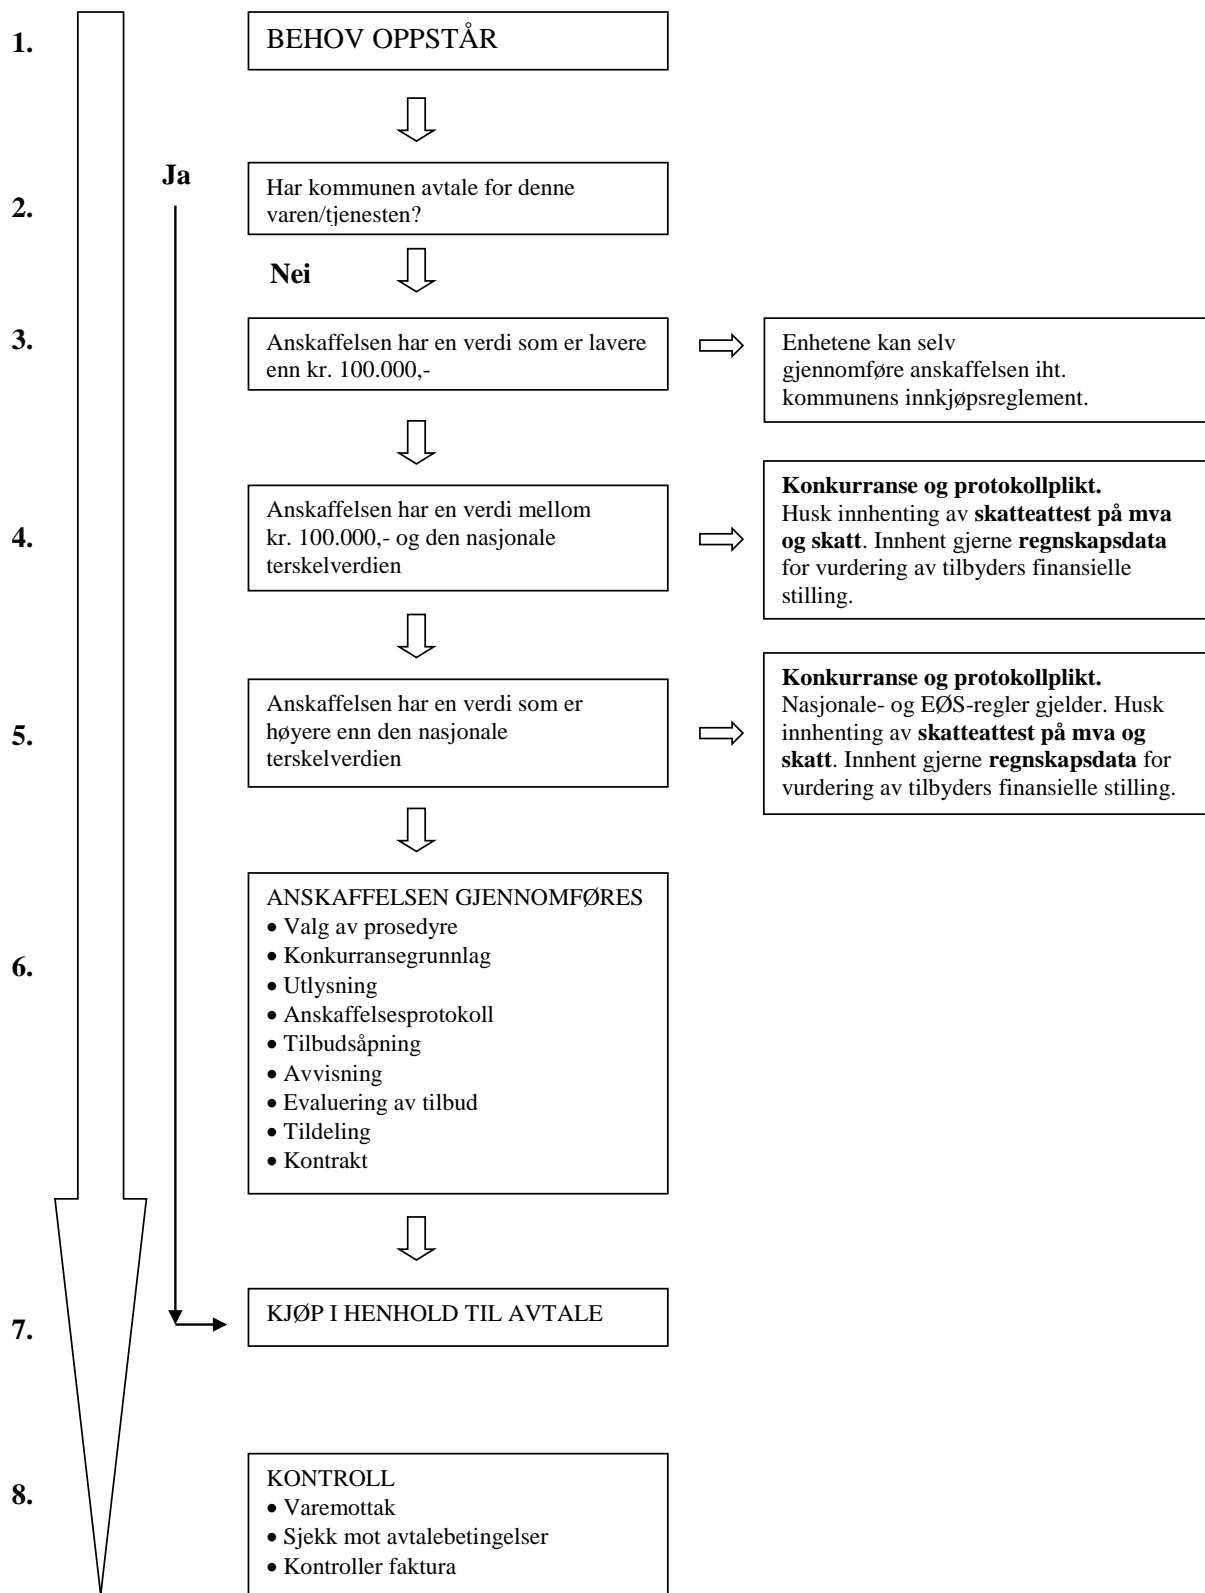 1.
BEHOV OPPSTÅR
Ja
2.
Har kommunen avtale for denne
varen/tjenesten?
Nei
3.
Anskaffelsen har en verdi som er lavere
enn kr. 100.000,-
Enhetene kan selv
gjennomføre anskaffelsen iht.
kommunens innkjøpsreglement.
4.
Anskaffelsen har en verdi mellom
kr. 100.000,- og den nasjonale
terskelverdien
Konkurranse og protokollplikt.
Husk innhenting av skatteattest på mva
og skatt. Innhent gjerne regnskapsdata
for vurdering av tilbyders finansielle
stilling.
5.
Anskaffelsen har en verdi som er
høyere enn den nasjonale
terskelverdien
Konkurranse og protokollplikt.
Nasjonale- og EØS-regler gjelder. Husk
innhenting av skatteattest på mva og
skatt. Innhent gjerne regnskapsdata for
vurdering av tilbyders finansielle stilling.
6.
ANSKAFFELSEN GJENNOMFØRES
• Valg av prosedyre
• Konkurransegrunnlag
• Utlysning
• Anskaffelsesprotokoll
• Tilbudsåpning
• Avvisning
• Evaluering av tilbud
• Tildeling
• Kontrakt
7.
KJØP I HENHOLD TIL AVTALE
8.
KONTROLL
• Varemottak
• Sjekk mot avtalebetingelser
• Kontroller faktura